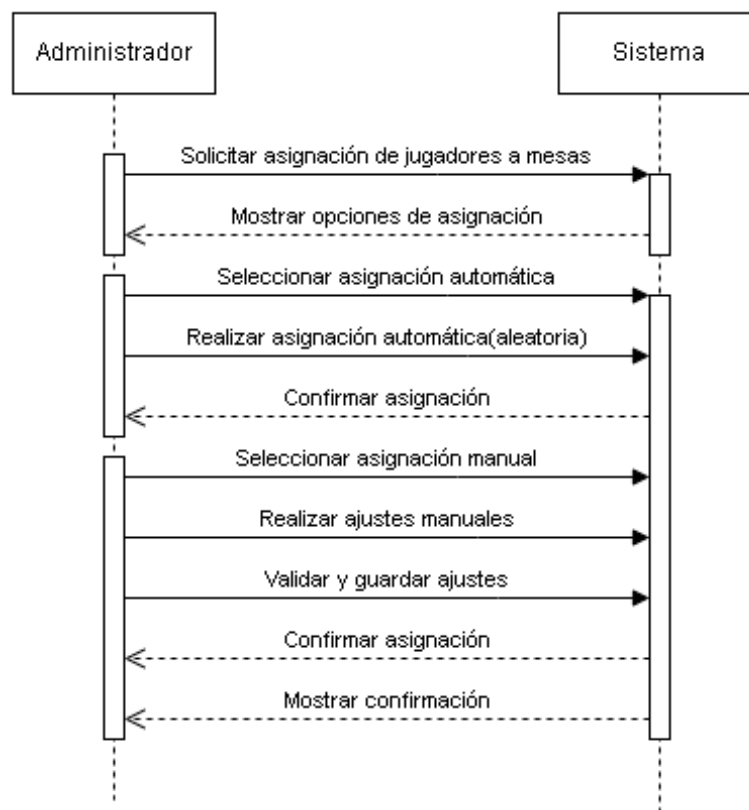 Administrador
Sistema
Solicitar asignación de jugadores a mesas
Mostrar opciones de asignación
Seleccionar asignación automática
Realizar asignación automática(aleatoria)
Confirmar asignación
Seleccionar asignación manual
Realizar ajustes manuales
Validar y guardar ajustes
Confirmar asignación
Mostrar confirmación